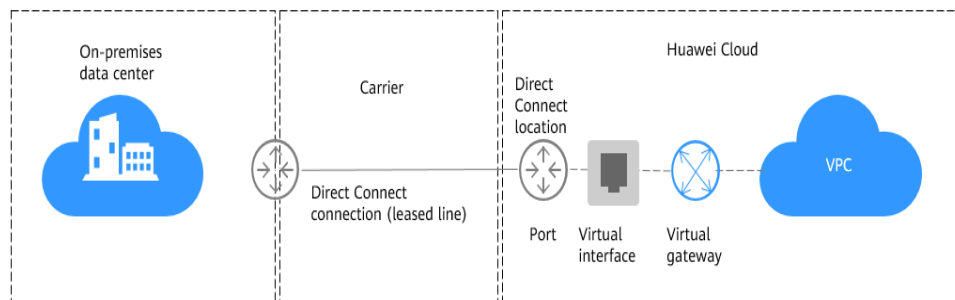 On-premises
data center
Carrier
Huawei Cloud
Direct
Connect
location
VPC
Direct Connect
connection (leased line)
Port
Virtual
interface
Virtual
gateway